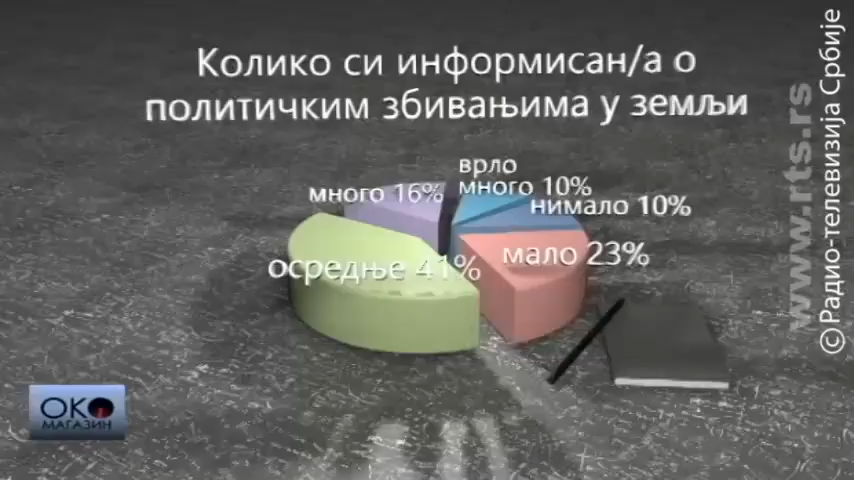 Колико си информисан/а о
политичким збивањима у земљи
врло
много 10%
много 16%
нимало 10%
осредње 41%
мало 23%
ОКО
МАГАЗИН
www.rts.rs
© Радио-телевизија Србије